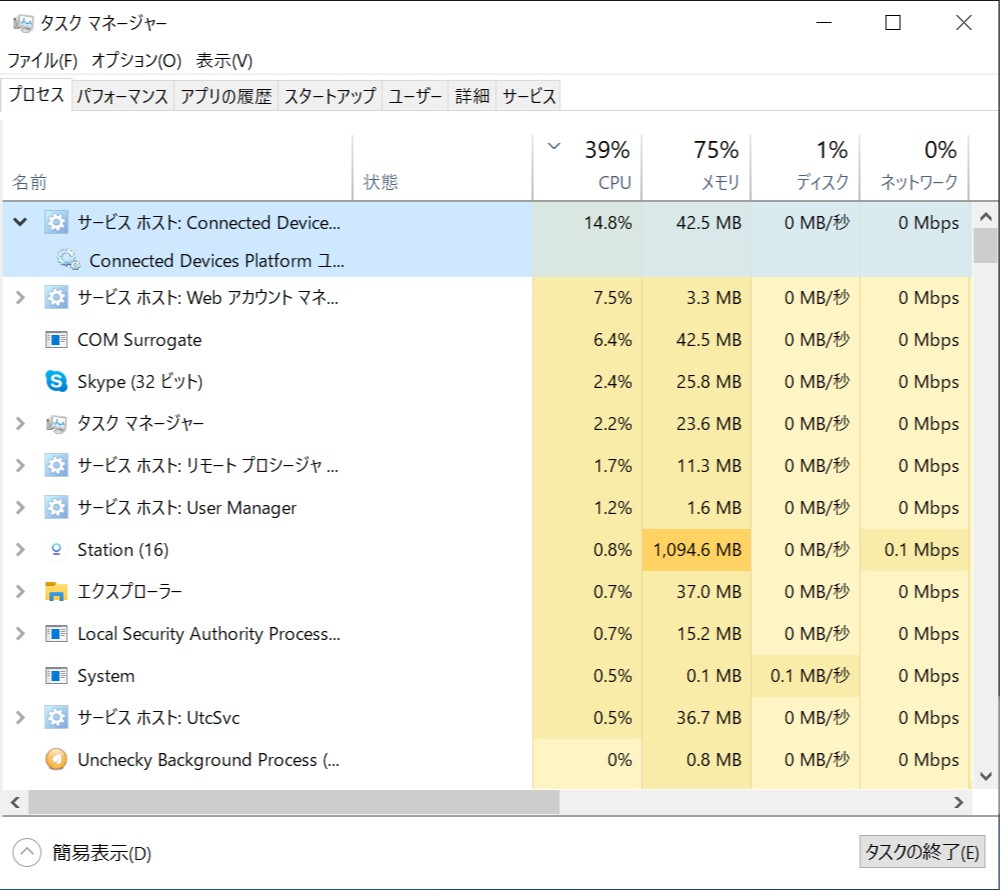 タスク マネージャー
ファイル(F) オプション(O) 表示(V)
プロセス パフォーマンス アプリの履歴 スタートアップ ユーザー 詳細 サービス
39% 75% 1% 0%
名前 状態 CPU メモリ ディスク ネットワーク
サービス ホスト: Connected Device... 14.8% 42.5 MB 0 MB/秒 0 Mbps
Connected Devices Platform ユ...
サービス ホスト: Web アカウント マネ... 7.5% 3.3 MB 0 MB/秒 0 Mbps
COM Surrogate 6.4% 42.5 MB 0 MB/秒 0 Mbps
Skype (32 ビット) 2.4% 25.8 MB 0 MB/秒 0 Mbps
タスク マネージャー 2.2% 23.6 MB 0 MB/秒 0 Mbps
サービス ホスト: リモート プロシージャ ... 1.7% 11.3 MB 0 MB/秒 0 Mbps
サービス ホスト: User Manager 1.2% 1.6 MB 0 MB/秒 0 Mbps
Station (16) 0.8% 1,094.6 MB 0 MB/秒 0.1 Mbps
エクスプローラー 0.7% 37.0 MB 0 MB/秒 0 Mbps
Local Security Authority Process... 0.7% 15.2 MB 0 MB/秒 0 Mbps
System 0.5% 0.1 MB 0.1 MB/秒 0 Mbps
サービス ホスト: UtcSvc 0.5% 36.7 MB 0 MB/秒 0 Mbps
Unchecky Background Process (... 0% 0.8 MB 0 MB/秒 0 Mbps
簡易表示(D) タスクの終了(E)